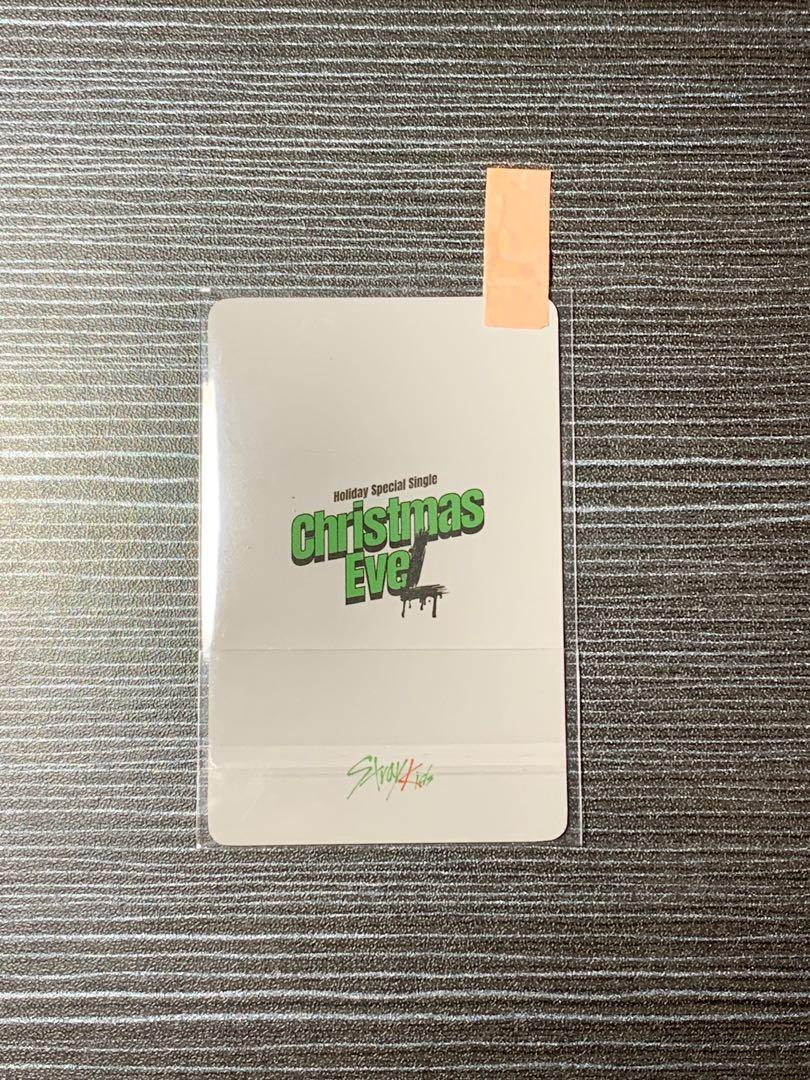 Holiday Special Single
Christmas
EveL
Stray Kids